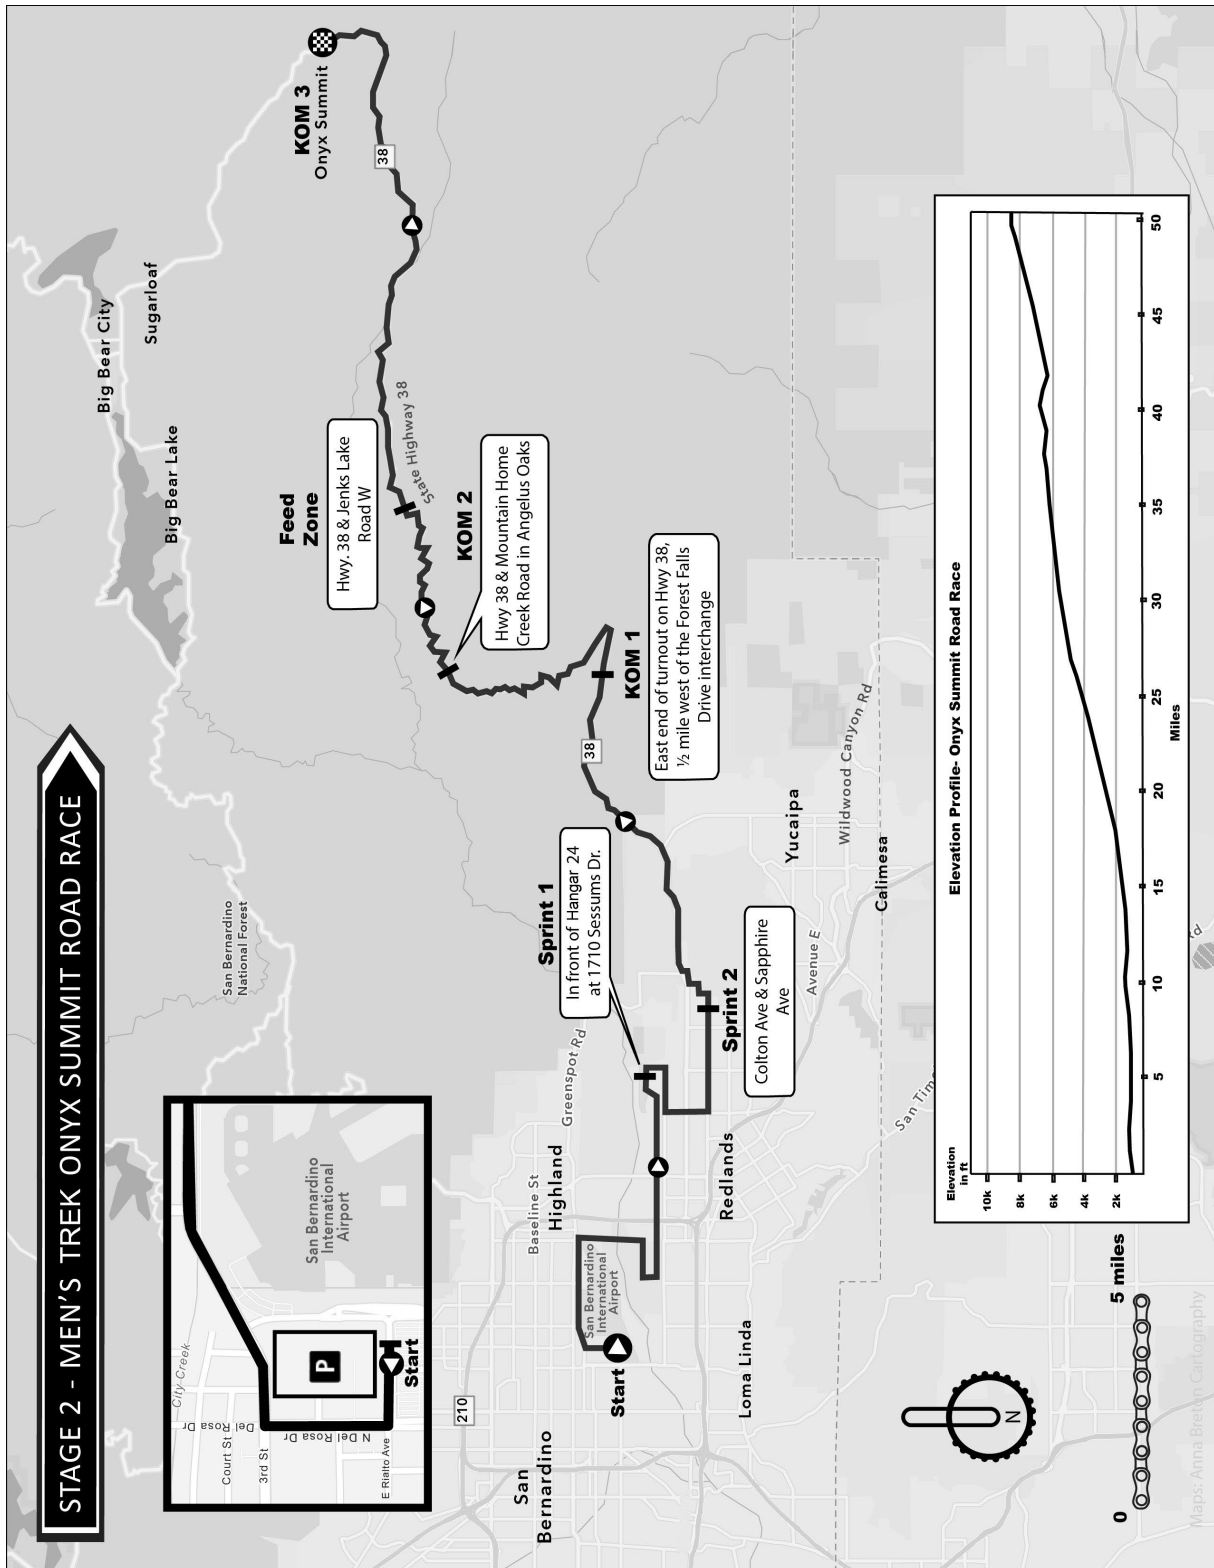 STAGE 2 - MEN'S TREK ONYX SUMMIT ROAD RACE
City Creek
Court St
3rd St
Del Rosa Dr
N Del Rosa Dr
E Rialto Ave
P
Start
San Bernardino
International
Airport
San Bernardino
National Forest
Big Bear Lake
Big Bear City
Sugarloaf
KOM 3
Onyx Summit
38
Feed
Zone
Hwy. 38 & Jenks Lake
Road W
State Highway 38
KOM 2
Hwy 38 & Mountain Home
Creek Road in Angelus Oaks
KOM 1
East end of turnout on Hwy 38,
½ mile west of the Forest Falls
Drive interchange
38
Sprint 1
In front of Hangar 24
at 1710 Sessums Dr.
Sprint 2
Colton Ave & Sapphire
Ave
Greenspot Rd
Baseline St
Highland
San Bernardino
International
Airport
Start
210
San
Bernardino
Loma Linda
Redlands
Yucaipa
Calimesa
Wildwood Canyon Rd
Avenue E
Rd
N
0
5 miles
Maps: Anna Breton Cartography
Elevation Profile- Onyx Summit Road Race
Elevation
in ft
10k
8k
6k
4k
2k
5
10
15
20
25
30
35
40
45
50
Miles